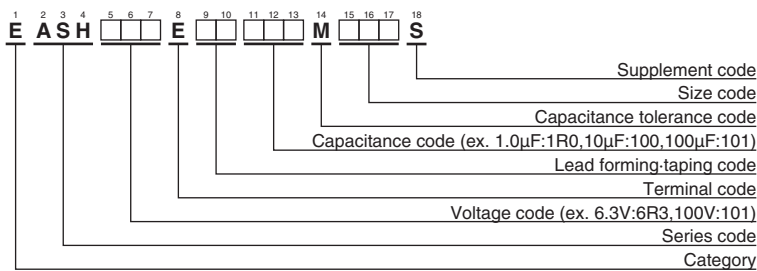 1 2 3 4 5 6 7 8 9 10 11 12 13 14 15 16 17 18
E ASH □□□ E □□ □□□ M □□□ S
Supplement code
Size code
Capacitance tolerance code
Capacitance code (ex. 1.0μF:1R0,10μF:100,100μF:101)
Lead forming·taping code
Terminal code
Voltage code (ex. 6.3V:6R3,100V:101)
Series code
Category